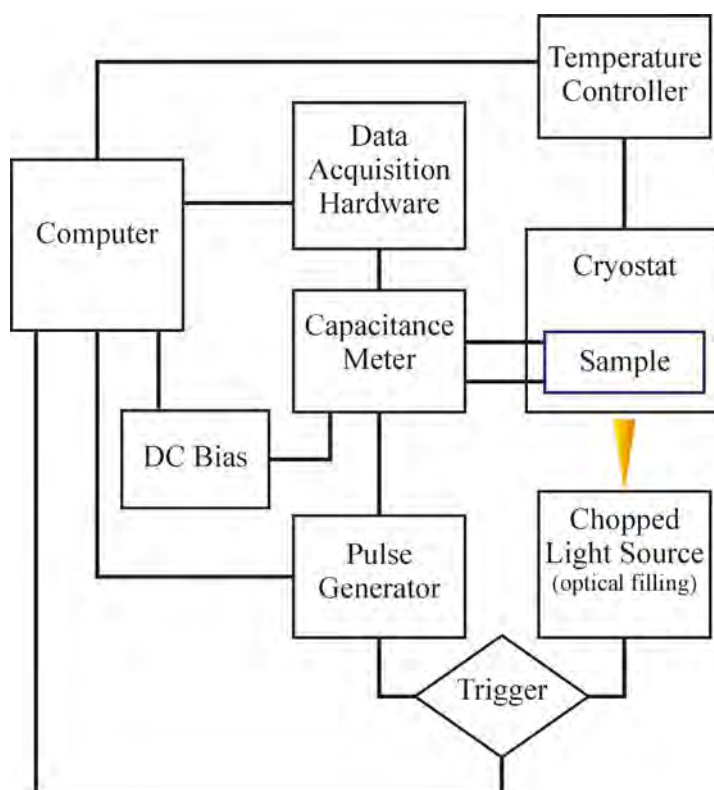 Temperature
Controller
Data
Acquisition
Hardware
Computer
Cryostat
Capacitance
Meter
Sample
DC Bias
Chopped
Light Source
(optical filling)
Pulse
Generator
Trigger